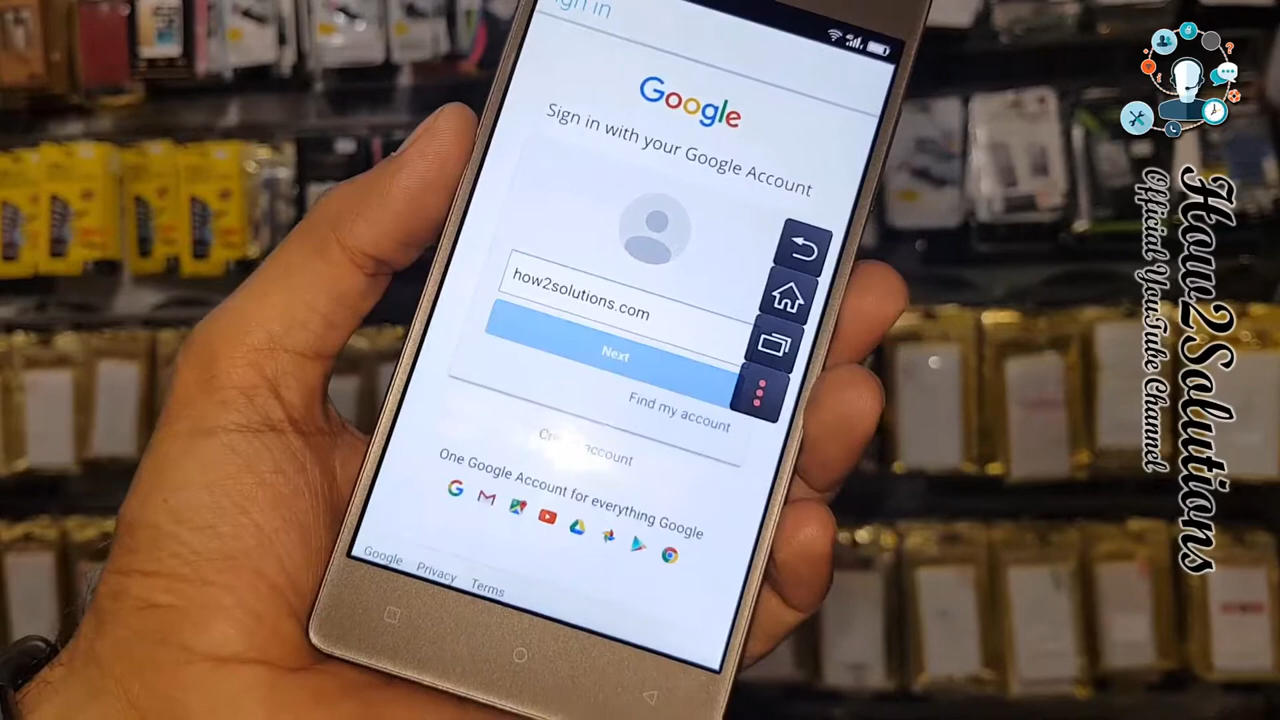 Sign in
Google
Sign in with your Google Account
how2solutions.com
Next
Find my account
Create account
One Google Account for everything Google
Google Privacy Terms
How2Solutions
Official YouTube Channel